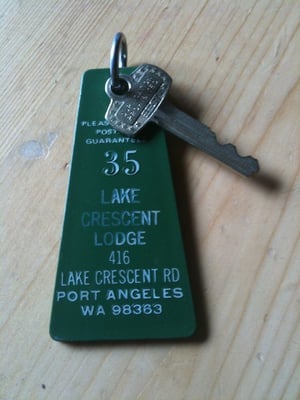 PLEAS
POST
GUARANTE
35
LAKE
CRESCENT
LODGE
416
LAKE CRESCENT RD
PORT ANGELES
WA 98363